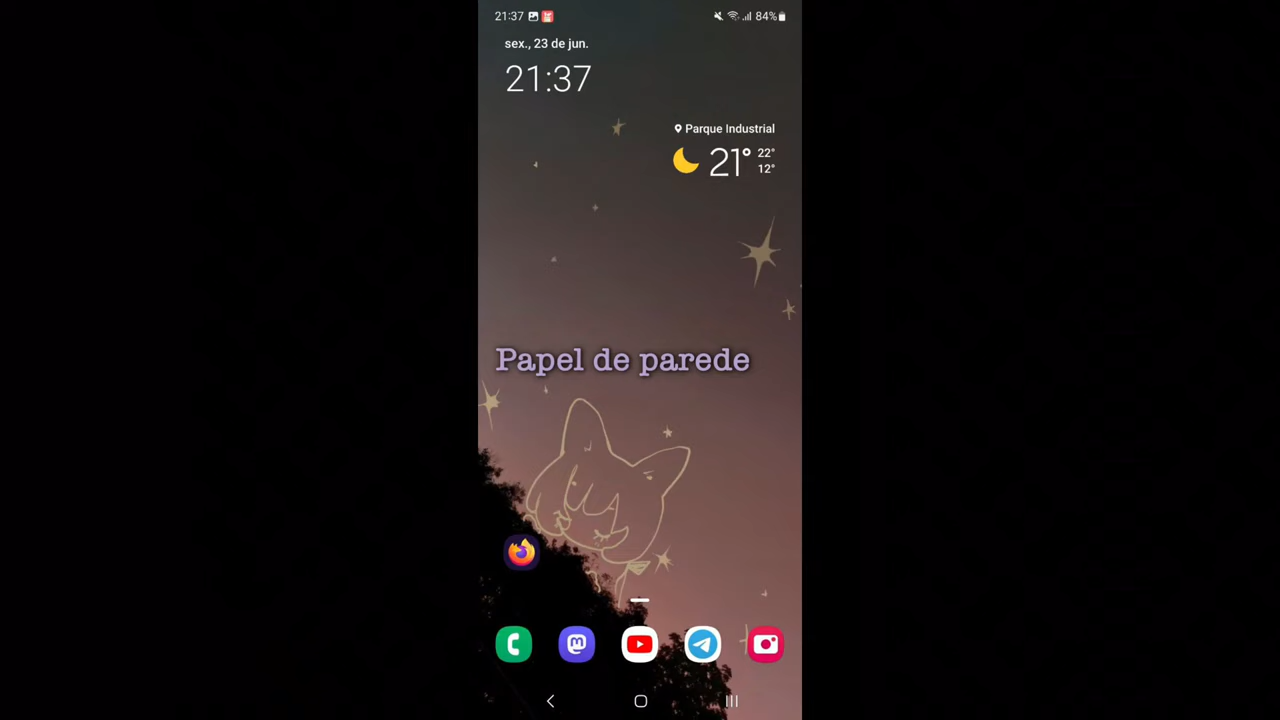 21:37
84%
sex., 23 de jun.
21:37
Parque Industrial
21° 22°
12°
Papel de parede